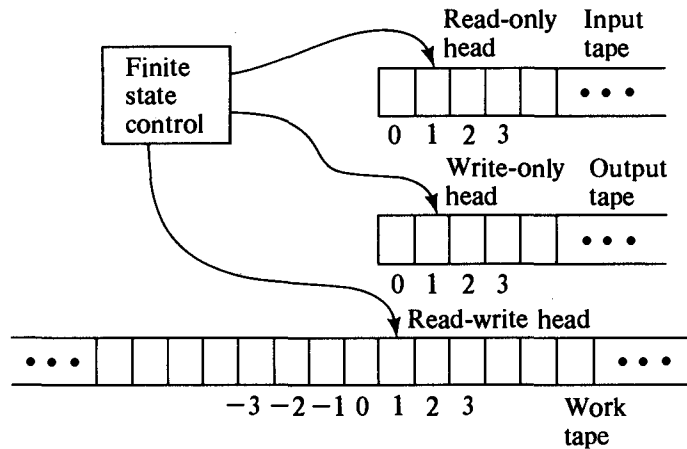 Read-only Input
head tape
Finite
state
control
• • •
0 1 2 3
Write-only Output
head tape
• • •
0 1 2 3
Read-write head
• • • • • •
−3 −2 −1 0 1 2 3 Work
tape